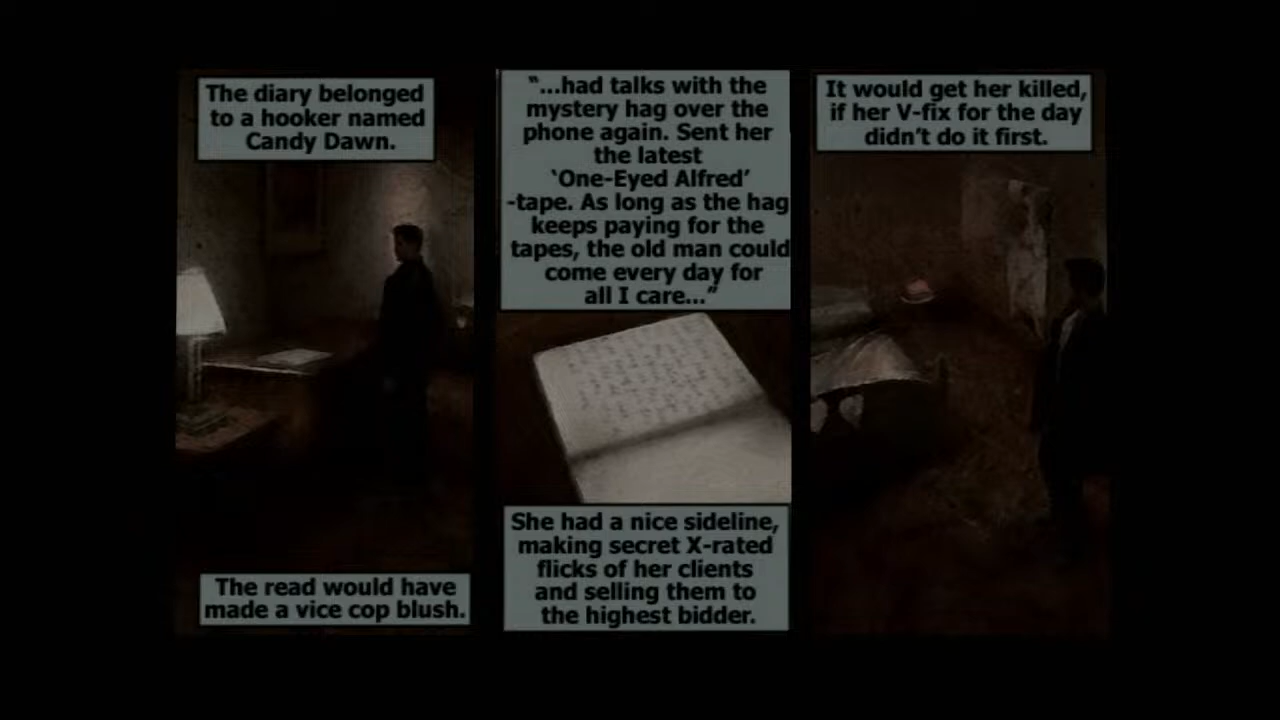 The diary belonged
to a hooker named
Candy Dawn.
The read would have
made a vice cop blush.
“...had talks with the
mystery hag over the
phone again. Sent her
the latest
‘One-Eyed Alfred’
-tape. As long as the hag
keeps paying for the
tapes, the old man could
come every day for
all I care...”
She had a nice sideline,
making secret X-rated
flicks of her clients
and selling them to
the highest bidder.
It would get her killed,
if her V-fix for the day
didn’t do it first.